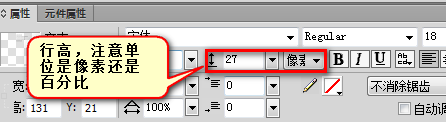 属性 元件属性
宋体 Regular 18
行高，注意单
位是像素还是
百分比
27 像素 B I U
宽 不消除锯齿
高: 131 Y: 21 100% 0 0
自动调